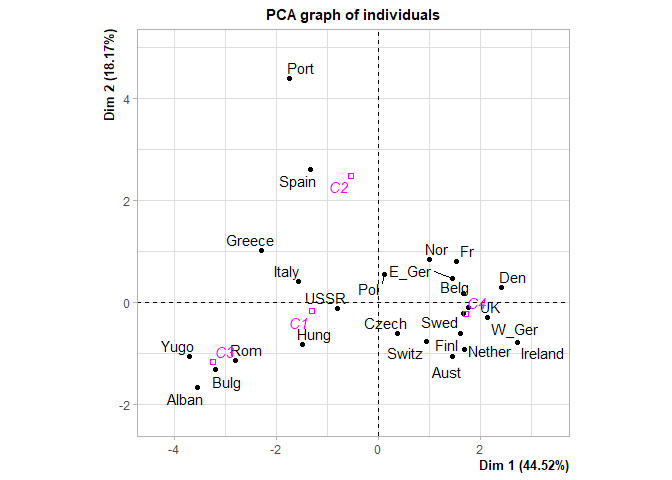 PCA graph of individuals
Dim 2 (18.17%)
Port
4
Spain
C2
2
Greece
Nor
Fr
Italy
E_Ger
Den
Pol
Belg
USSR
C4
0
UK
C1
Czech
Swed
W_Ger
Hung
Yugo
C3
Rom
Switz
Finl
Nether
Ireland
Bulg
Aust
Alban
-2
-4
-2
0
2
Dim 1 (44.52%)